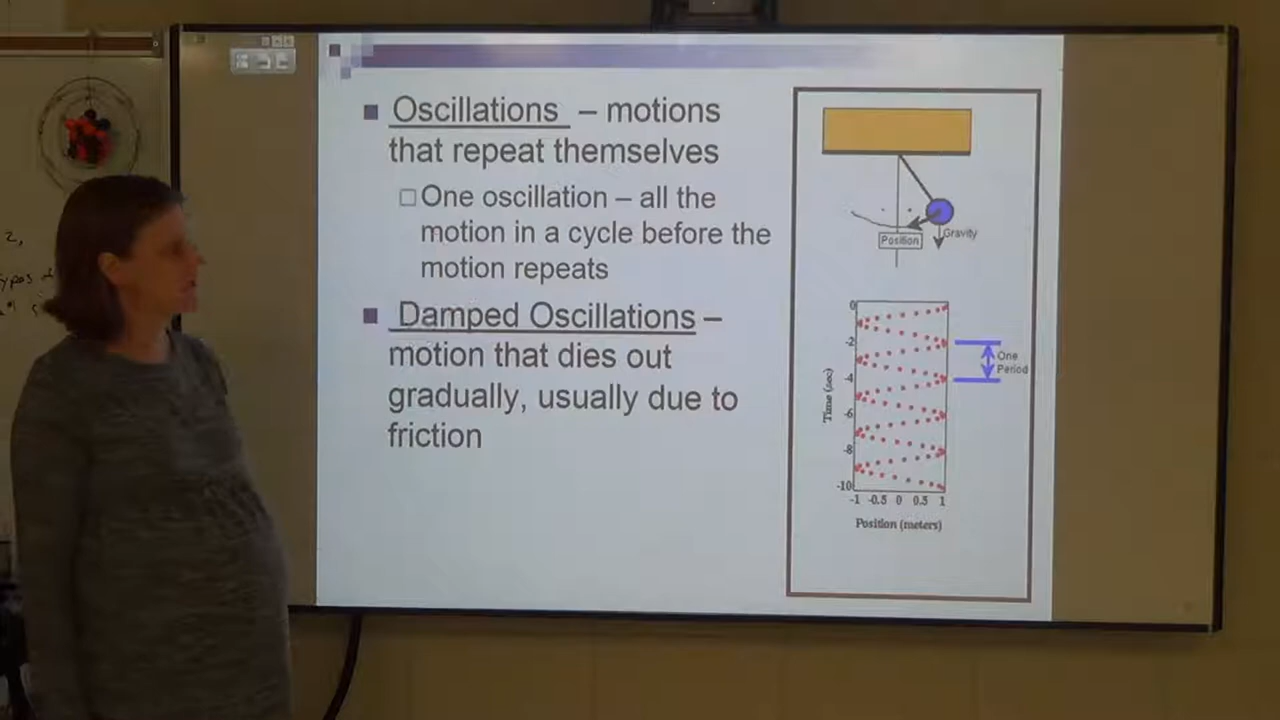 Oscillations – motions
that repeat themselves
One oscillation – all the
motion in a cycle before the
motion repeats
Damped Oscillations –
motion that dies out
gradually, usually due to
friction
Gravity
Position
0
-2
-4
-6
-8
-10
Time (sec)
One
Period
-1 -0.5 0 0.5 1
Position (meters)
2,